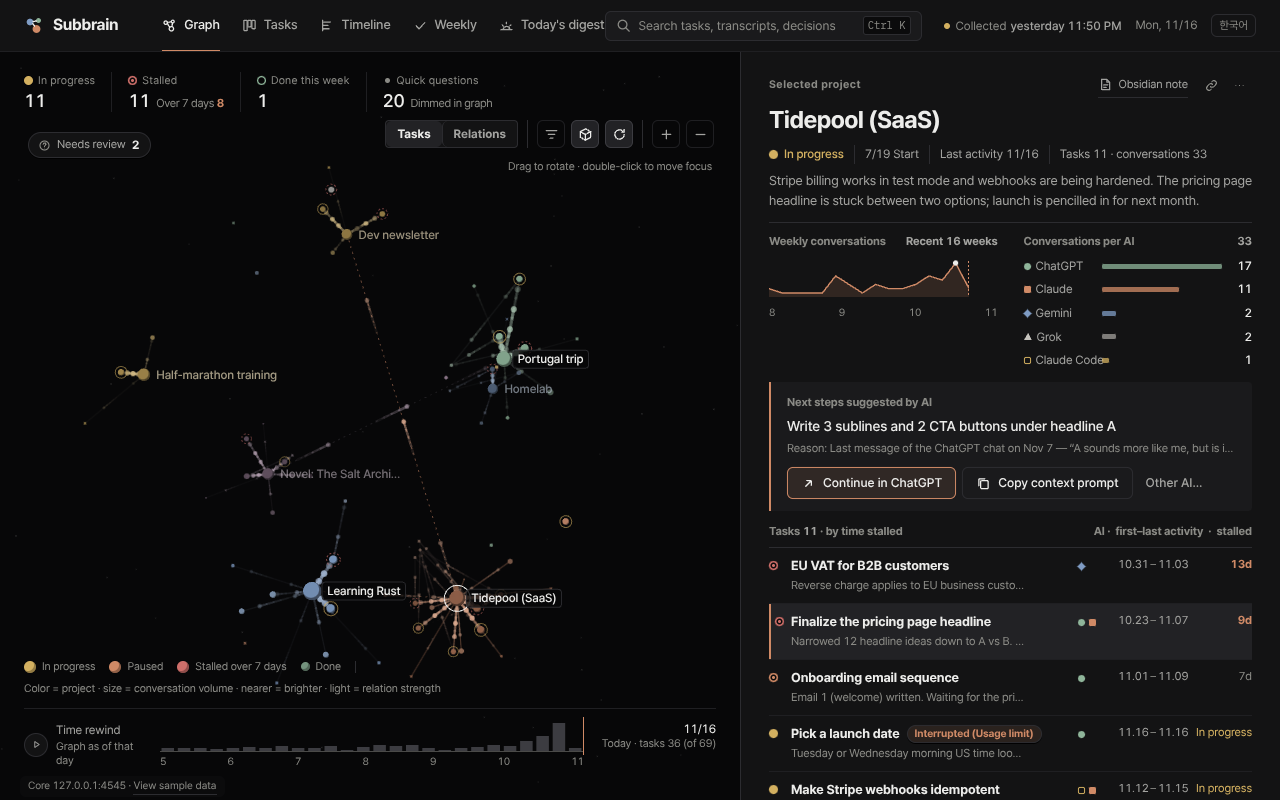 Subbrain
Graph
Tasks
Timeline
Weekly
Today's digest
Search tasks, transcripts, decisions
Ctrl K
Collected yesterday 11:50 PM
Mon, 11/16
한국어
In progress
11
Stalled
11 Over 7 days 8
Done this week
1
Quick questions
20 Dimmed in graph
Needs review 2
Tasks
Relations
Drag to rotate · double-click to move focus
Dev newsletter
Portugal trip
Homelab
Half-marathon training
Novel: The Salt Archi...
Learning Rust
Tidepool (SaaS)
In progress
Paused
Stalled over 7 days
Done
Color = project · size = conversation volume · nearer = brighter · light = relation strength
Time rewind
Graph as of that day
5 6 7 8 9 10 11
11/16
Today · tasks 36 (of 69)
Core 127.0.0.1:4545 · View sample data
Selected project
Obsidian note
...
Tidepool (SaaS)
In progress
7/19 Start
Last activity 11/16
Tasks 11 · conversations 33
Stripe billing works in test mode and webhooks are being hardened. The pricing page
headline is stuck between two options; launch is pencilled in for next month.
Weekly conversations
Recent 16 weeks
8 9 10 11
Conversations per AI
33
ChatGPT 17
Claude 11
Gemini 2
Grok 2
Claude Code 1
Next steps suggested by AI
Write 3 sublines and 2 CTA buttons under headline A
Reason: Last message of the ChatGPT chat on Nov 7 — “A sounds more like me, but is i...
Continue in ChatGPT
Copy context prompt
Other AI...
Tasks 11 · by time stalled
AI · first–last activity · stalled
EU VAT for B2B customers
10.31 – 11.03
13d
Reverse charge applies to EU business custo...
Finalize the pricing page headline
10.23 – 11.07
9d
Narrowed 12 headline ideas down to A vs B. ...
Onboarding email sequence
11.01 – 11.09
7d
Email 1 (welcome) written. Waiting for the pri...
Pick a launch date
Interrupted (Usage limit)
11.16 – 11.16
In progress
Tuesday or Wednesday morning US time loo...
Make Stripe webhooks idempotent
11.12 – 11.15
In progress